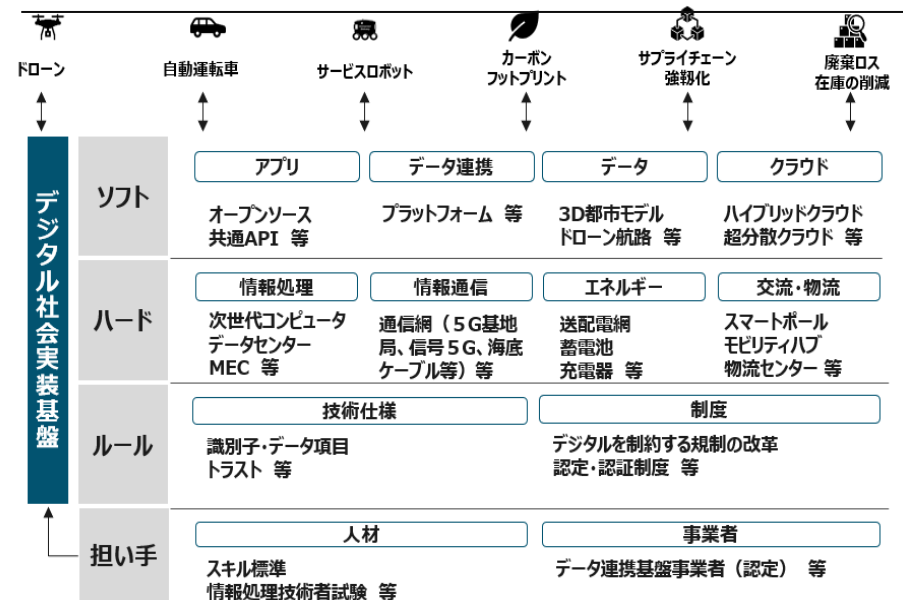 ドローン
自動運転車
サービスロボット
カーボン
フットプリント
サプライチェーン
強靱化
廃棄ロス
在庫の削減
デジタル社会実装基盤
ソフト
アプリ
オープンソース
共通API 等
データ連携
プラットフォーム 等
データ
3D都市モデル
ドローン航路 等
クラウド
ハイブリッドクラウド
超分散クラウド 等
ハード
情報処理
次世代コンピュータ
データセンター
MEC 等
情報通信
通信網（５G基地
局、信号５G、海底
ケーブル等）等
エネルギー
送配電網
蓄電池
充電器 等
交流・物流
スマートポール
モビリティハブ
物流センター 等
ルール
技術仕様
識別子・データ項目
トラスト 等
制度
デジタルを制約する規制の改革
認定・認証制度 等
担い手
人材
スキル標準
情報処理技術者試験 等
事業者
データ連携基盤事業者（認定） 等